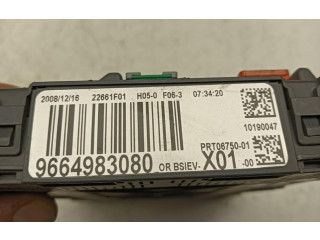 2008/12/16 22661F01 H05-0 F06-3 07:34:20
10190047
PRT06750-01
9664983080 OR BSIEV- X01 -00